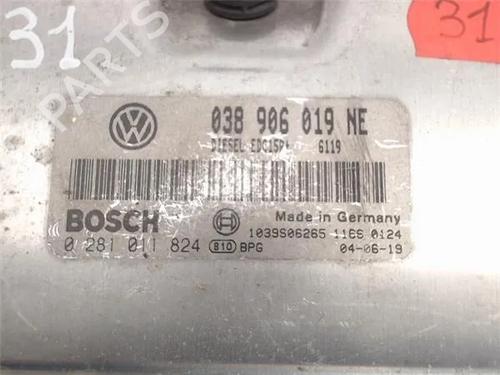 31
31
038 906 019 NE
DIESEL EDC15P+ 6119
BOSCH
Made in Germany
1039S06265 1166 0124
0 281 011 824 810 BPG 04-06-19
PARTS